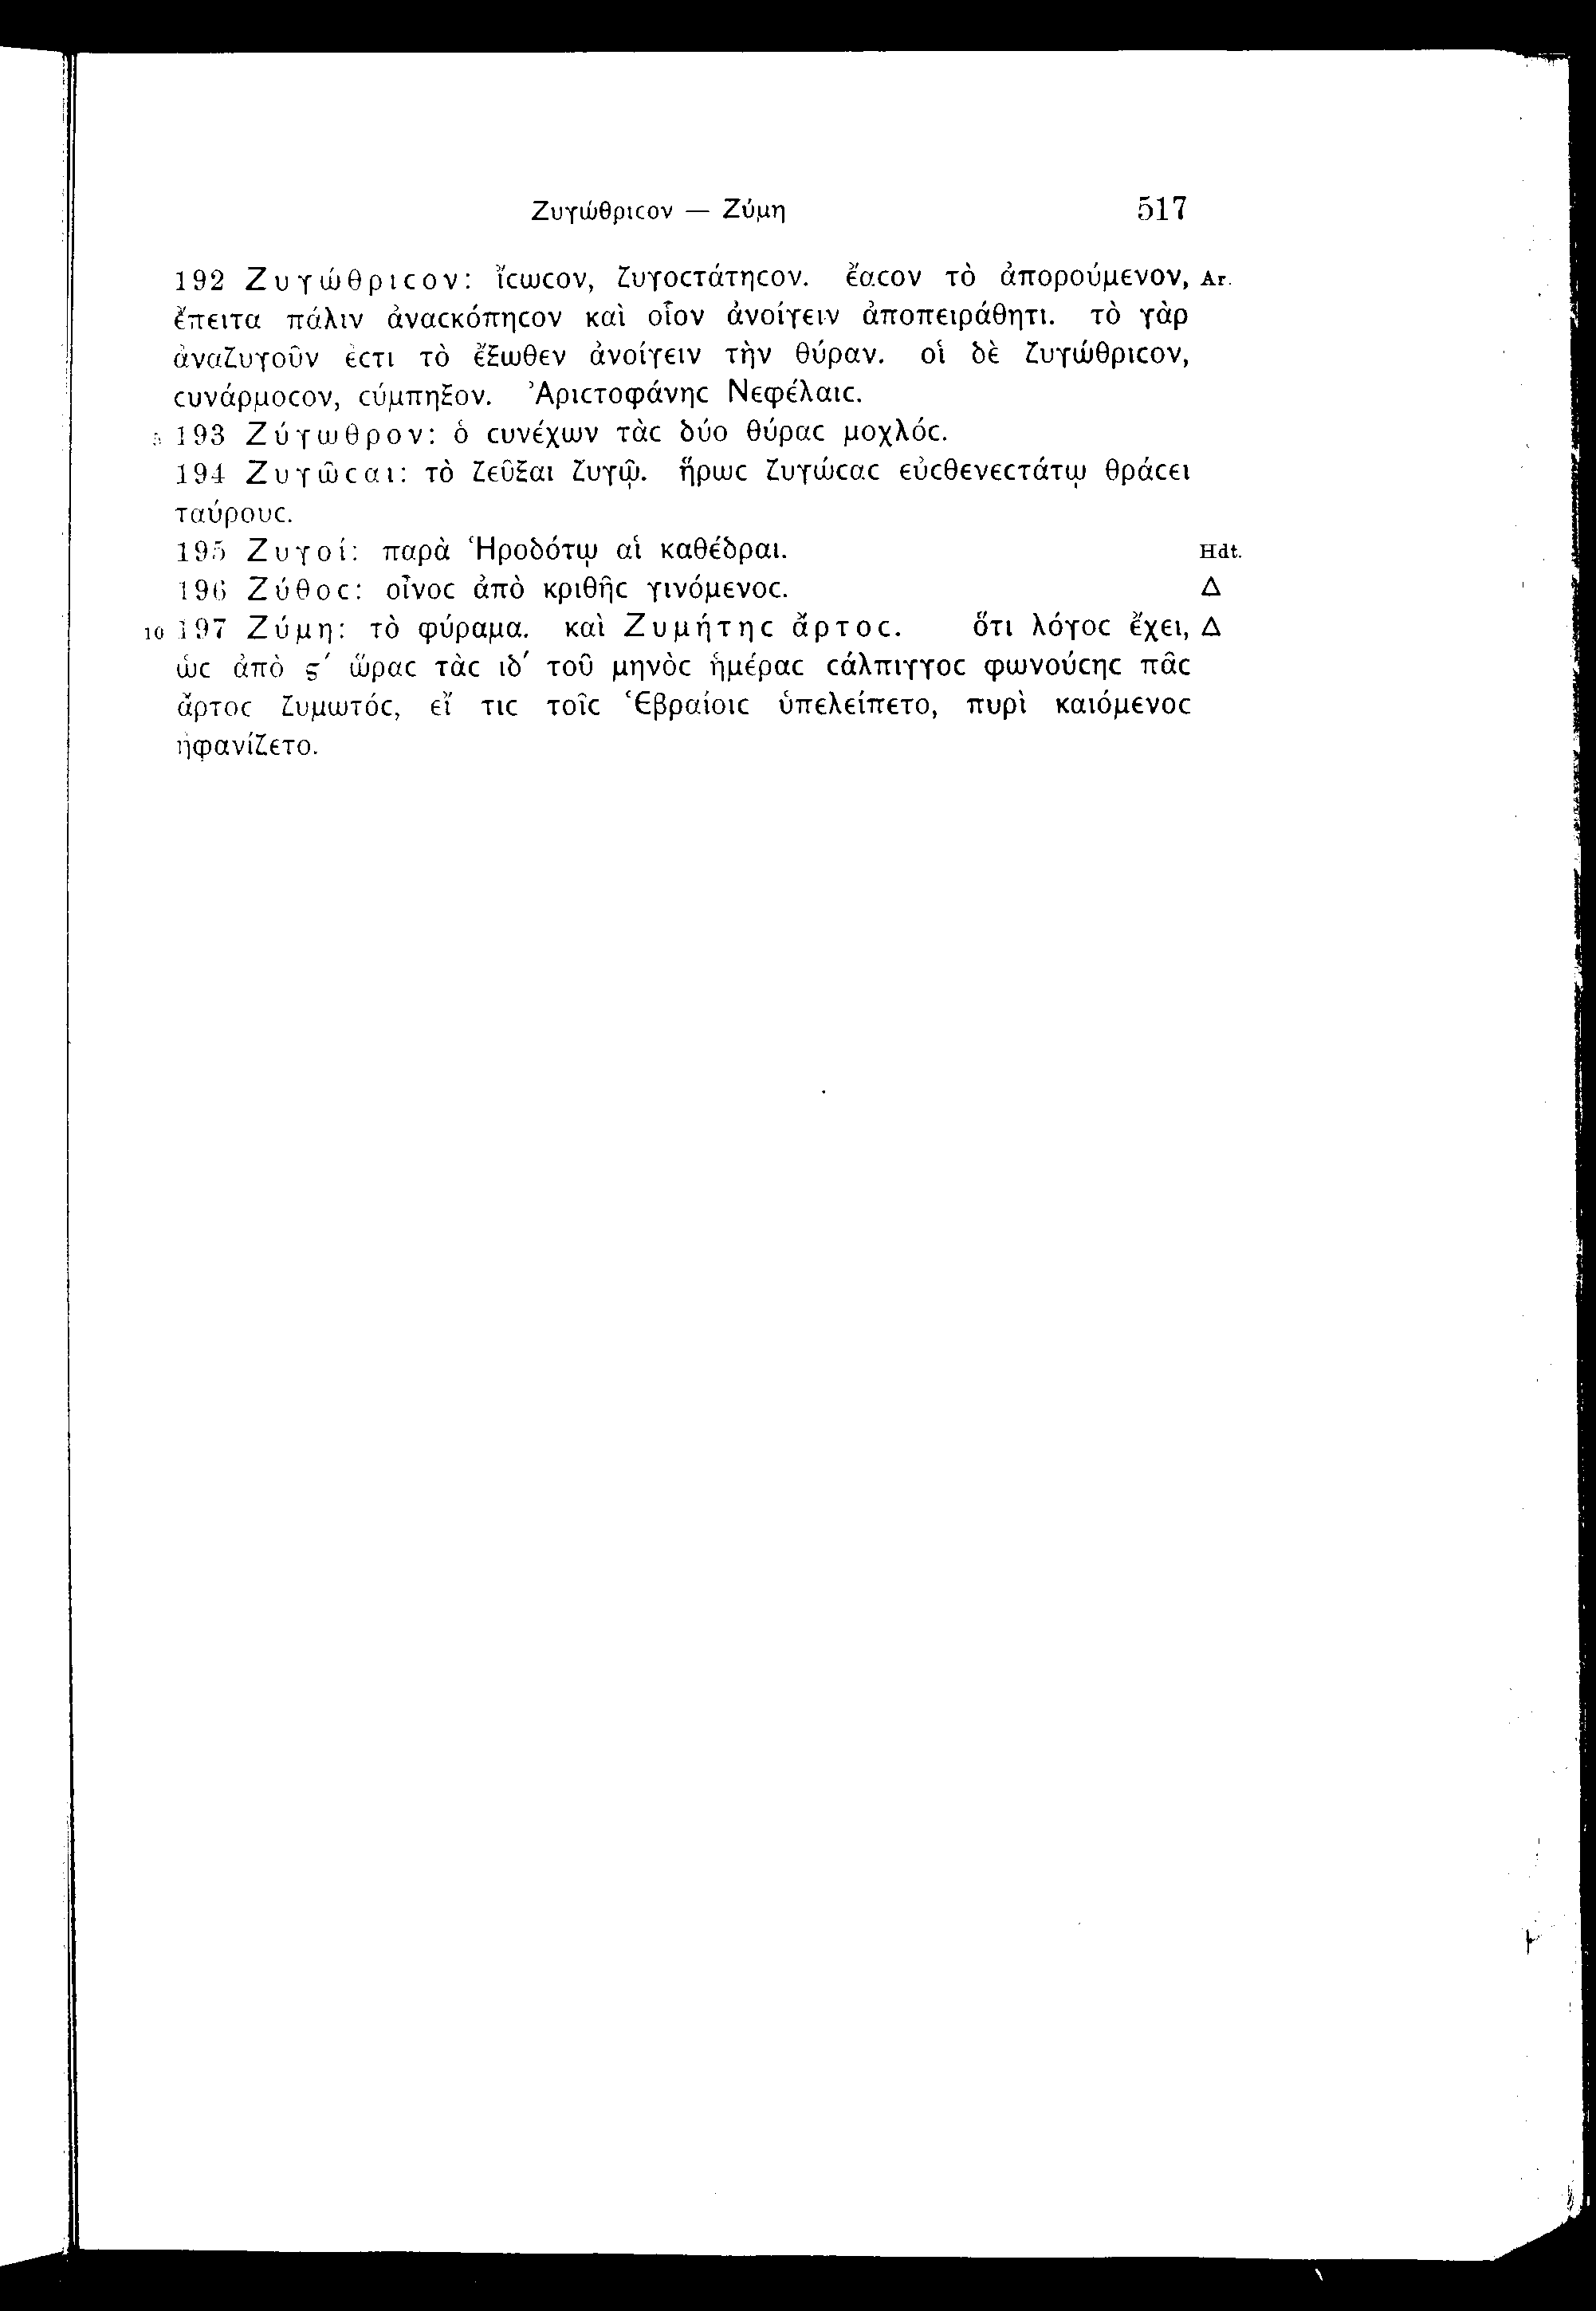 Ζυγώθριϲον — Ζύμη 517
192 Ζυγώθριϲον: ἴϲωϲον, ζυγοϲτάτηϲον. ἔαϲον τὸ ἀπορούμενον, Ar.
ἔπειτα πάλιν ἀναϲκόπηϲον καὶ οἷον ἀνοίγειν ἀποπειράθητι. τὸ γὰρ
ἀναζυγοῦν ἐϲτι τὸ ἔξωθεν ἀνοίγειν τὴν θύραν. οἱ δὲ ζυγώθριϲον,
ϲυνάρμοϲον, ϲύμπηξον. Ἀριϲτοφάνηϲ Νεφέλαιϲ.
5 193 Ζύγωθρον: ὁ ϲυνέχων τὰϲ δύο θύραϲ μοχλόϲ.
194 Ζυγῶϲαι: τὸ ζεῦξαι ζυγῷ. ἥρωϲ ζυγώϲαϲ εὐϲθενεϲτάτῳ θράϲει
ταύρουϲ.
195 Ζυγοί: παρὰ Ἡροδότῳ αἱ καθέδραι. Hdt.
196 Ζύθοϲ: οἶνοϲ ἀπὸ κριθῆϲ γινόμενοϲ. Δ
10 197 Ζύμη: τὸ φύραμα. καὶ Ζυμήτηϲ ἄρτοϲ. ὅτι λόγοϲ ἔχει, Δ
ὡϲ ἀπὸ ϛ′ ὥραϲ τὰϲ ιδ′ τοῦ μηνὸϲ ἡμέραϲ ϲάλπιγγοϲ φωνούϲηϲ πᾶϲ
ἄρτοϲ ζυμωτόϲ, εἴ τιϲ τοῖϲ Ἑβραίοιϲ ὑπελείπετο, πυρὶ καιόμενοϲ
ἠφανίζετο.